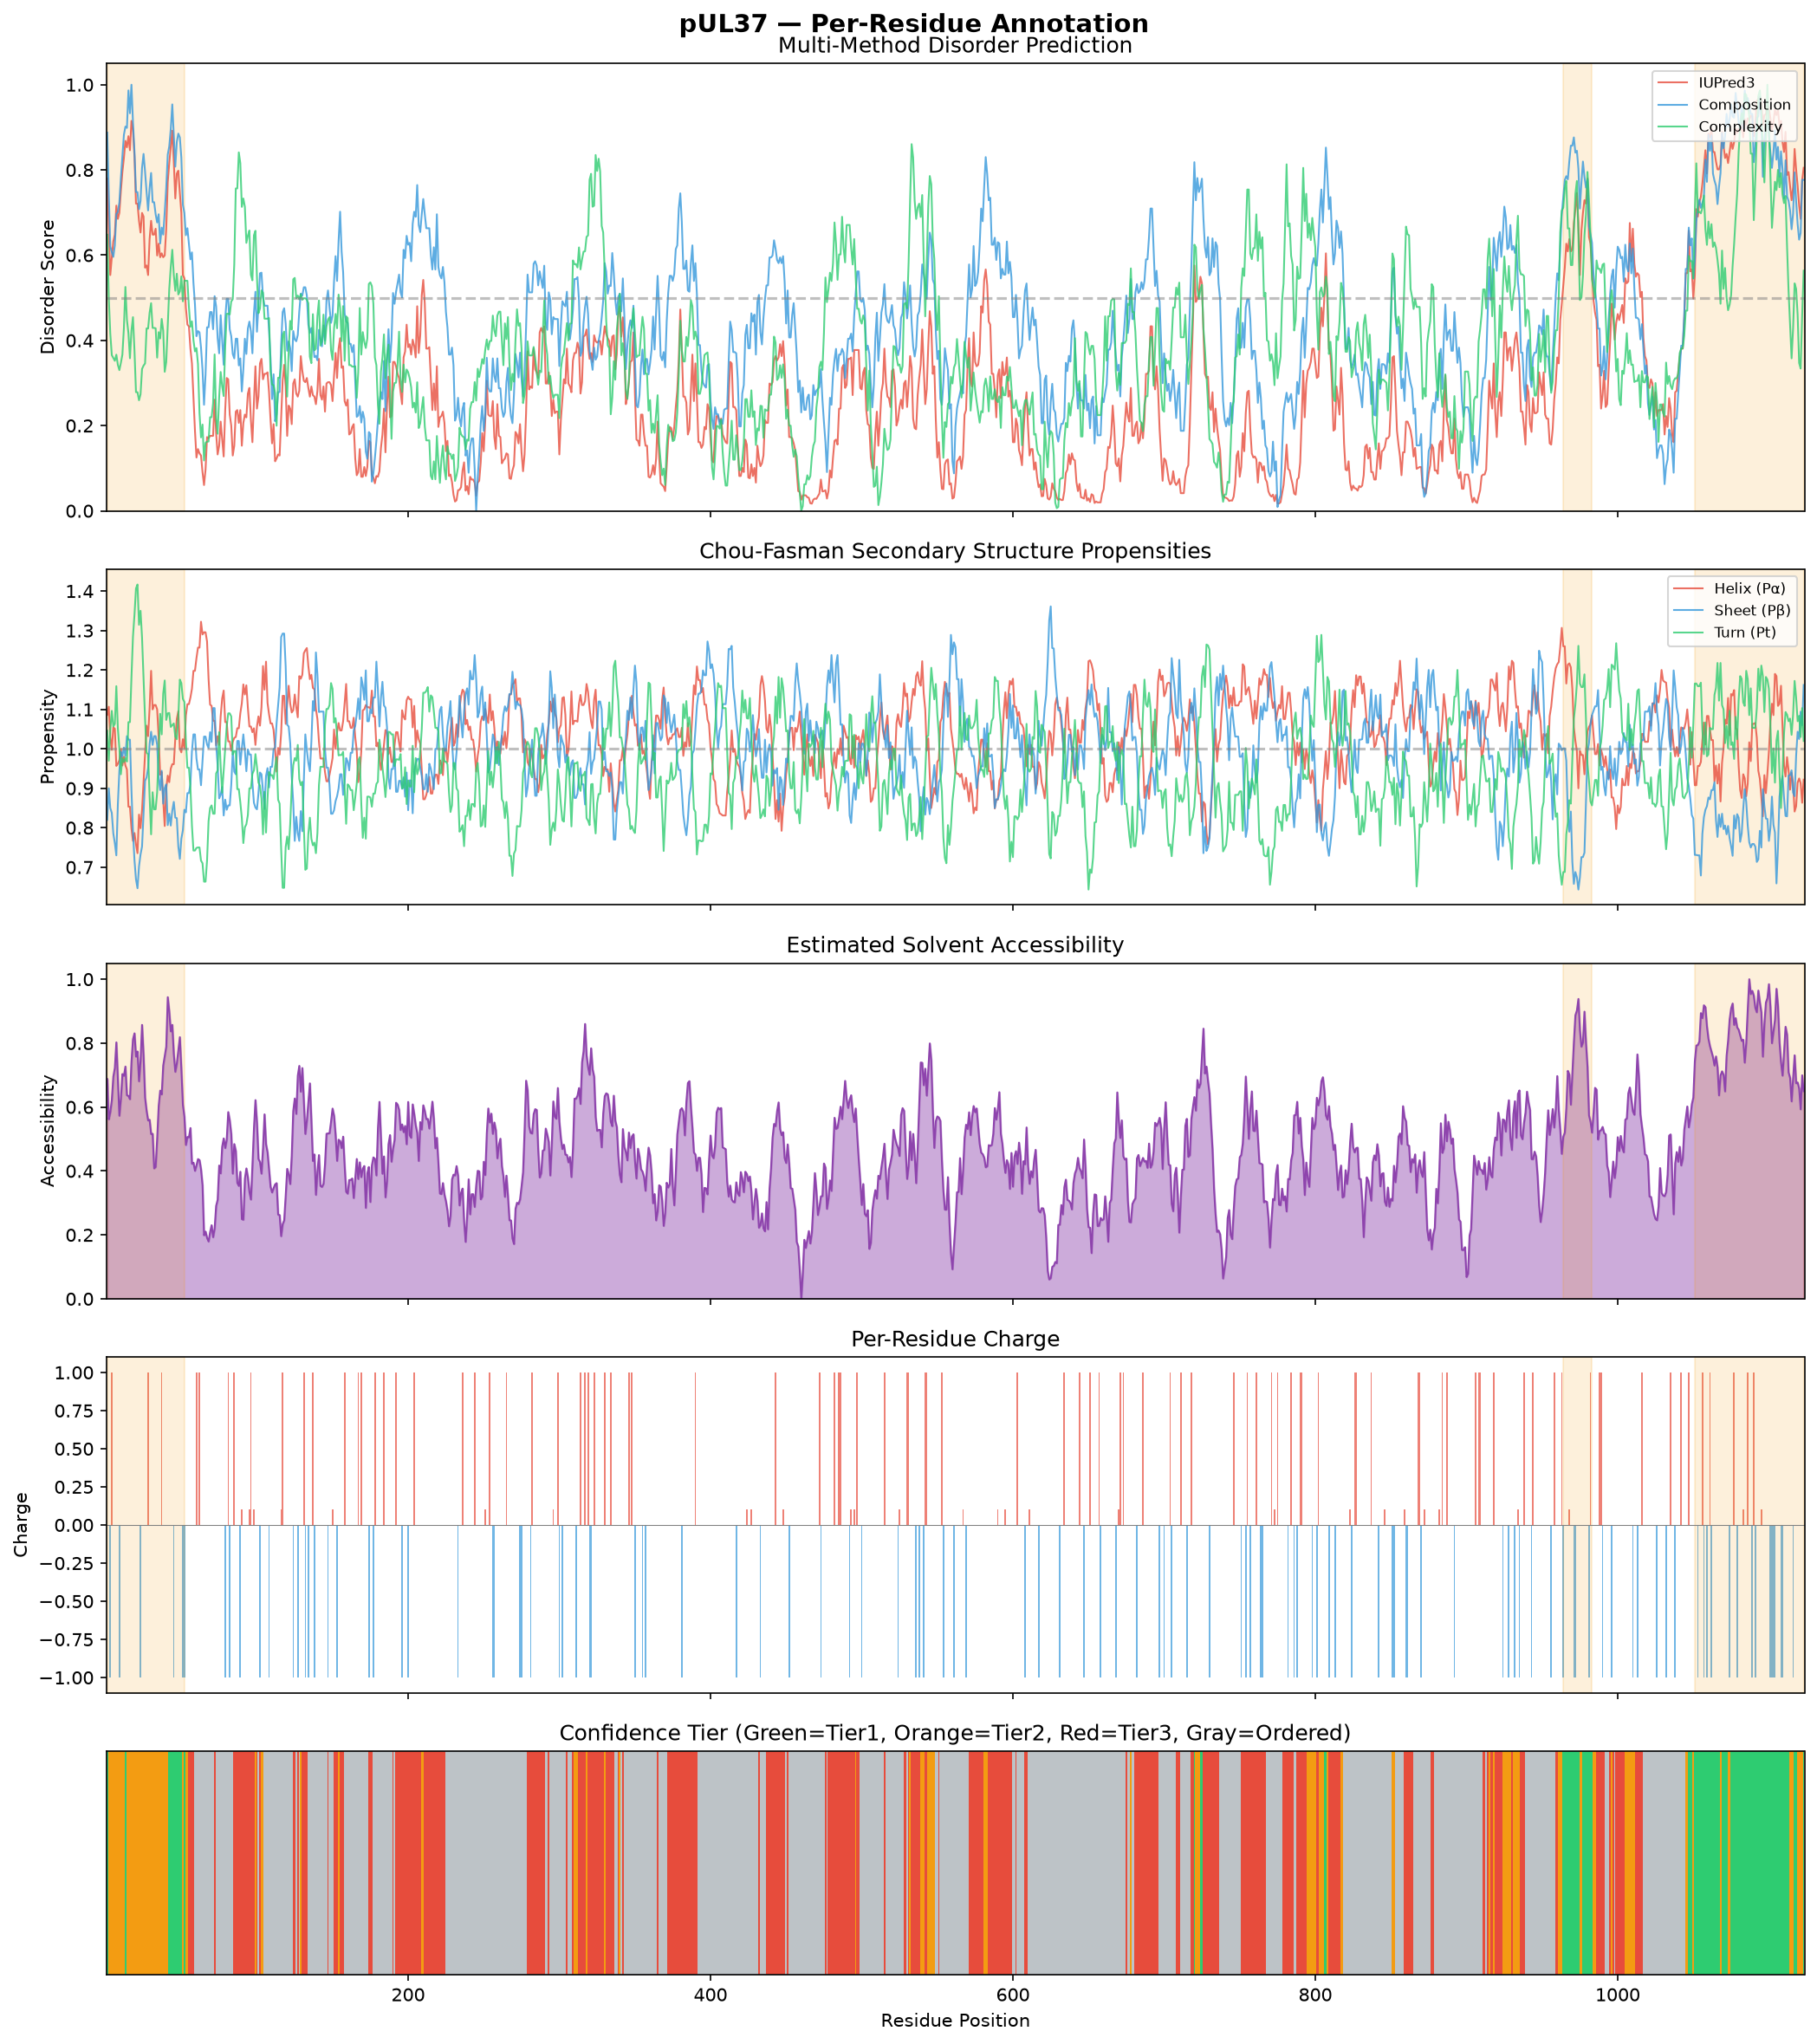 pUL37 — Per-Residue Annotation
Multi-Method Disorder Prediction
IUPred3
Composition
Complexity
Disorder Score
1.0
0.8
0.6
0.4
0.2
0.0
Chou-Fasman Secondary Structure Propensities
Helix (Pα)
Sheet (Pβ)
Turn (Pt)
Propensity
1.4
1.3
1.2
1.1
1.0
0.9
0.8
0.7
Estimated Solvent Accessibility
Accessibility
1.0
0.8
0.6
0.4
0.2
0.0
Per-Residue Charge
Charge
1.00
0.75
0.50
0.25
0.00
−0.25
−0.50
−0.75
−1.00
Confidence Tier (Green=Tier1, Orange=Tier2, Red=Tier3, Gray=Ordered)
200 400 600 800 1000
Residue Position